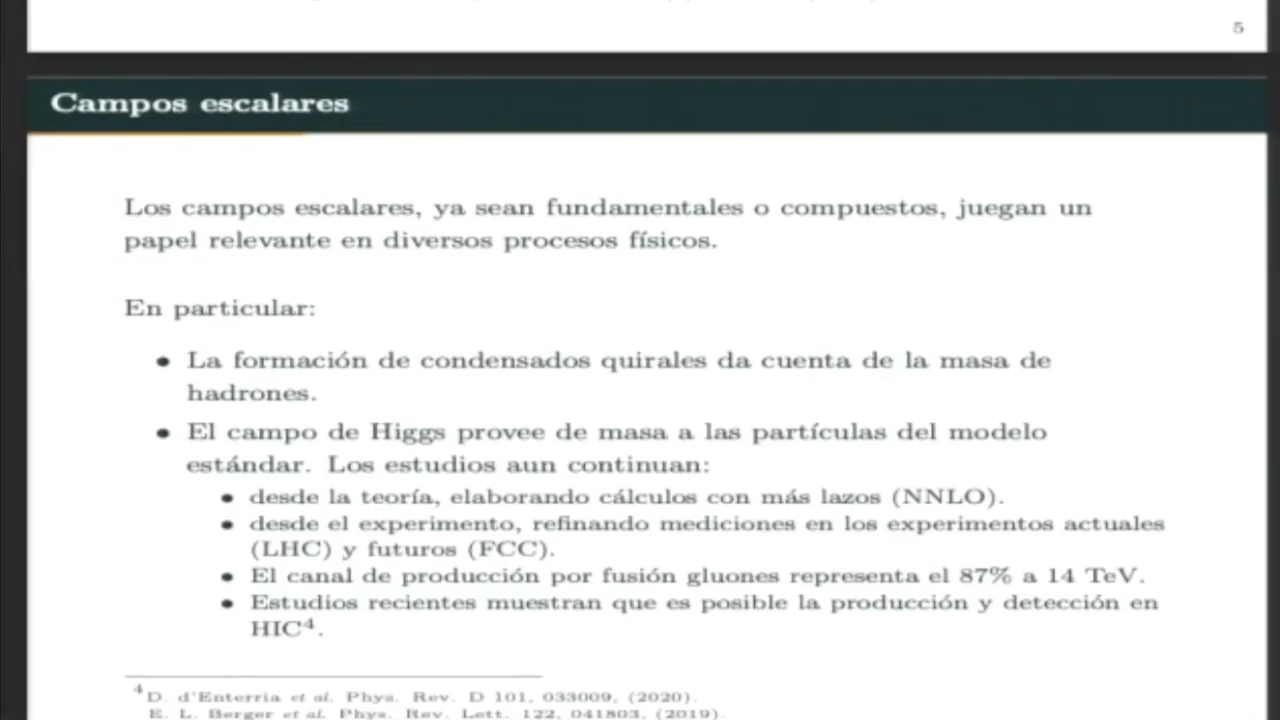 5
Campos escalares
Los campos escalares, ya sean fundamentales o compuestos, juegan un
papel relevante en diversos procesos físicos.
En particular:
• La formación de condensados quirales da cuenta de la masa de
hadrones.
• El campo de Higgs provee de masa a las partículas del modelo
estándar. Los estudios aun continuan:
• desde la teoría, elaborando cálculos con más lazos (NNLO).
• desde el experimento, refinando mediciones en los experimentos actuales
(LHC) y futuros (FCC).
• El canal de producción por fusión gluones representa el 87% a 14 TeV.
• Estudios recientes muestran que es posible la producción y detección en
HIC⁴.
⁴D. d'Enterria et al. Phys. Rev. D 101, 033009, (2020).
E. L. Berger et al. Phys. Rev. Lett. 122, 041803, (2019).